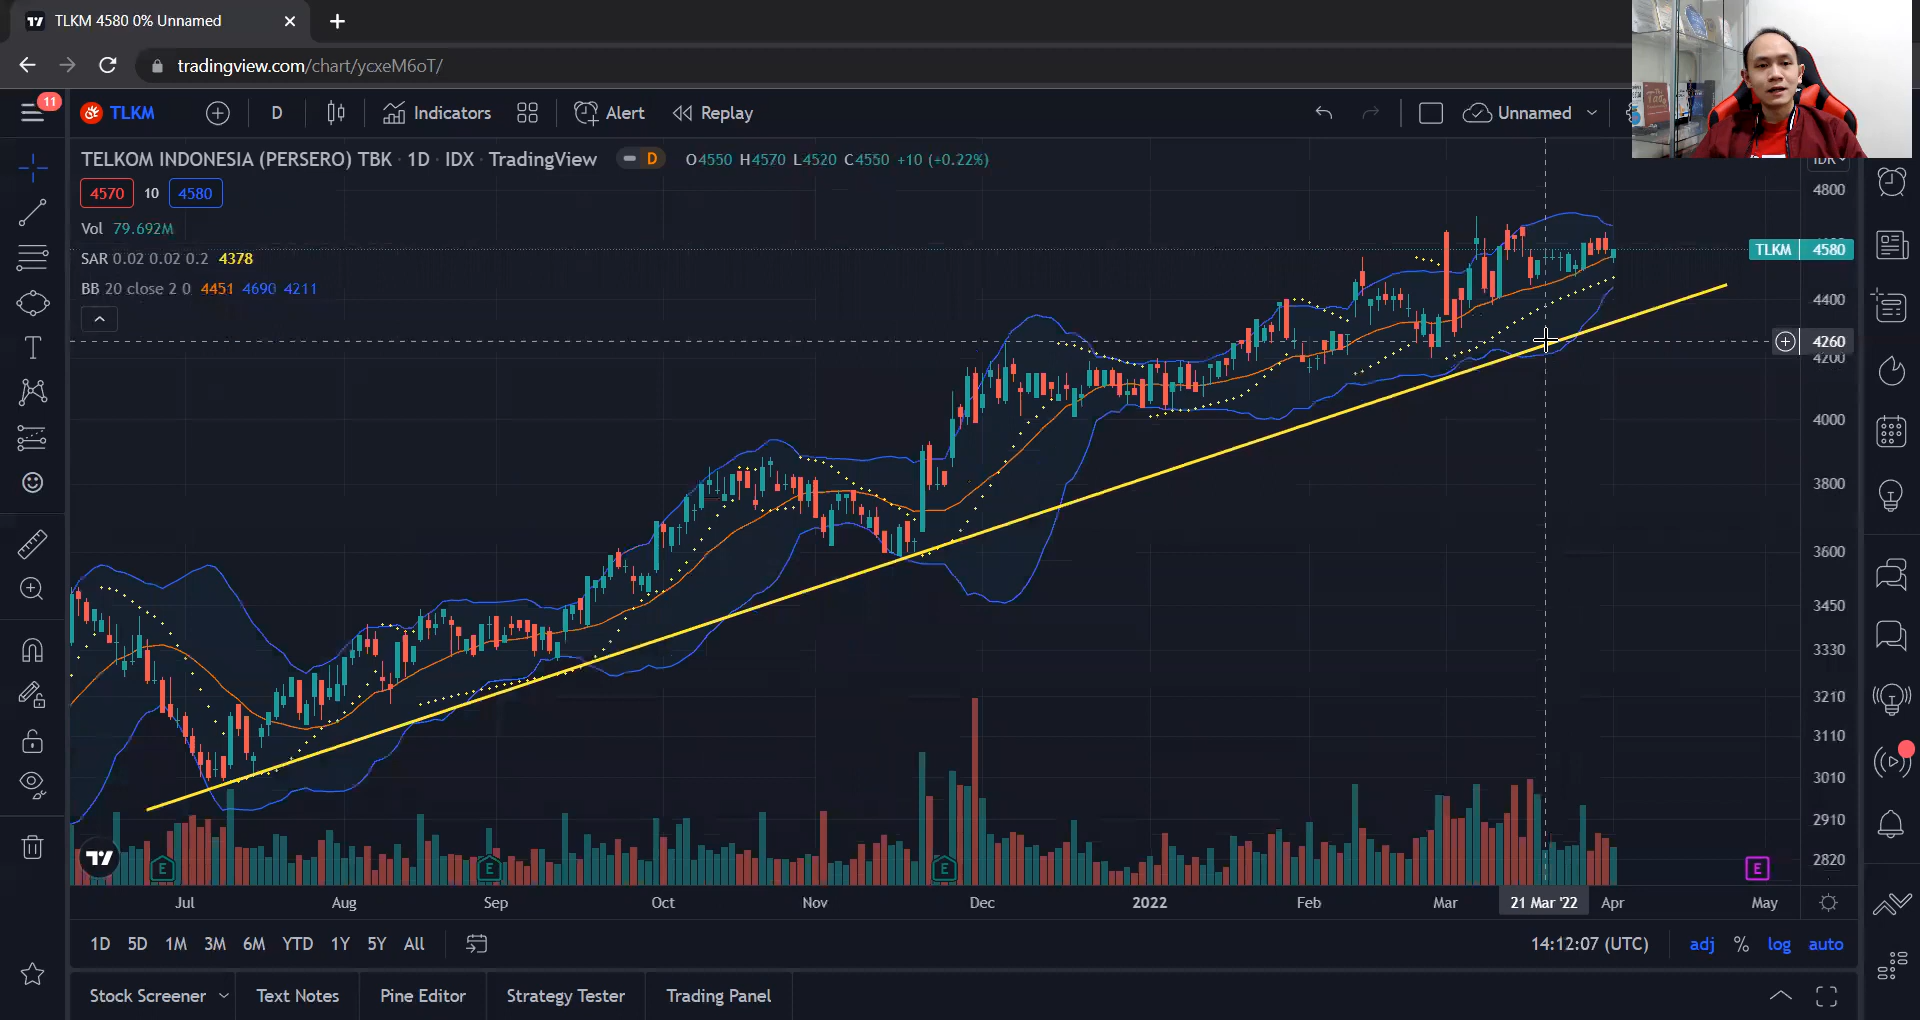 TLKM 4580 0% Unnamed
tradingview.com/chart/ycxeM6oT/
11
TLKM
D
Indicators
Alert
Replay
Unnamed
TELKOM INDONESIA (PERSERO) TBK · 1D · IDX · TradingView
D
O4550 H4570 L4520 C4550 +10 (+0.22%)
IDR
4570 10 4580
Vol 79.692M
SAR 0.02 0.02 0.2 4378
BB 20 close 2 0 4451 4690 4211
4800
TLKM 4580
4400
4260
4200
4000
3800
3600
3450
3330
3210
3110
3010
2910
2820
E E E E
Jul Aug Sep Oct Nov Dec 2022 Feb Mar 21 Mar '22 Apr May
1D 5D 1M 3M 6M YTD 1Y 5Y All
14:12:07 (UTC) adj % log auto
Stock Screener Text Notes Pine Editor Strategy Tester Trading Panel